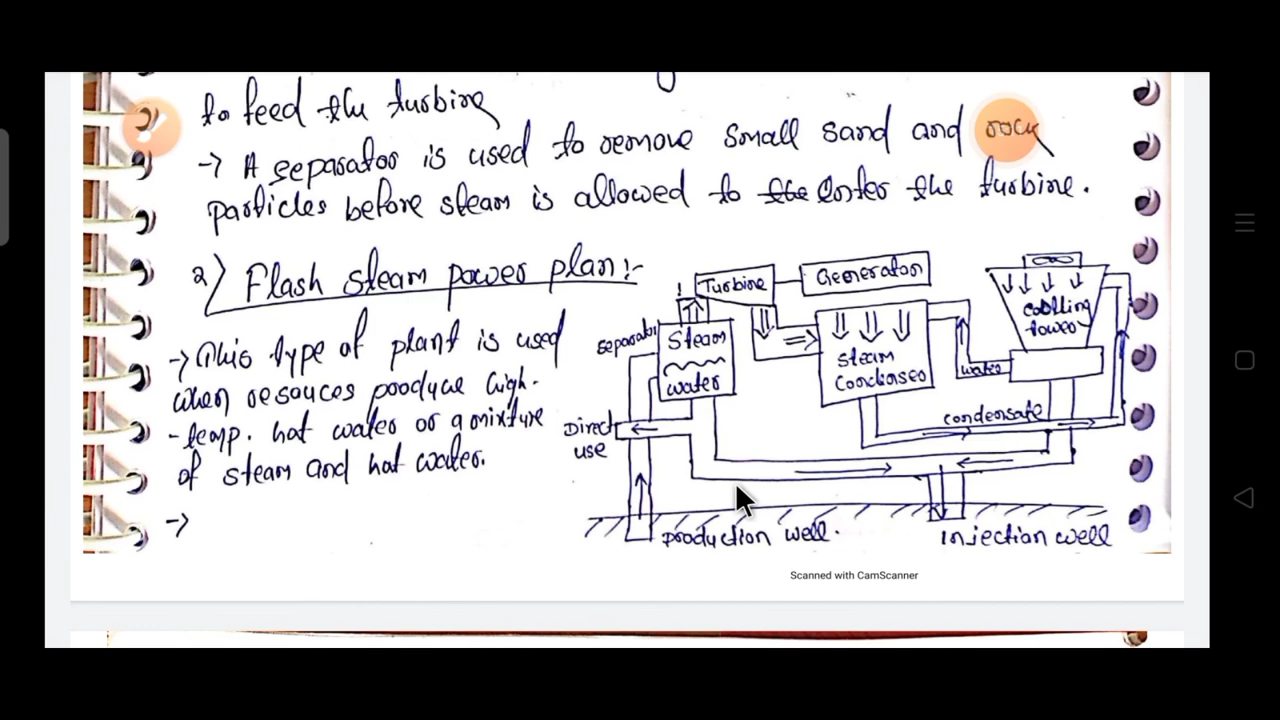 to feed the turbine
→ A separator is used to remove small sand and rock
particles before steam is allowed to the enter the turbine.
2) Flash steam power plan:-
→ This type of plant is used
when resouces produce high-
-temp. hot water or a mixture
of steam and hot water.
→
Turbine
Generator
separator
Steam
water
steam
condenser
coolling
tower
water
condensate
Direct
use
production well.
Injection well
Scanned with CamScanner